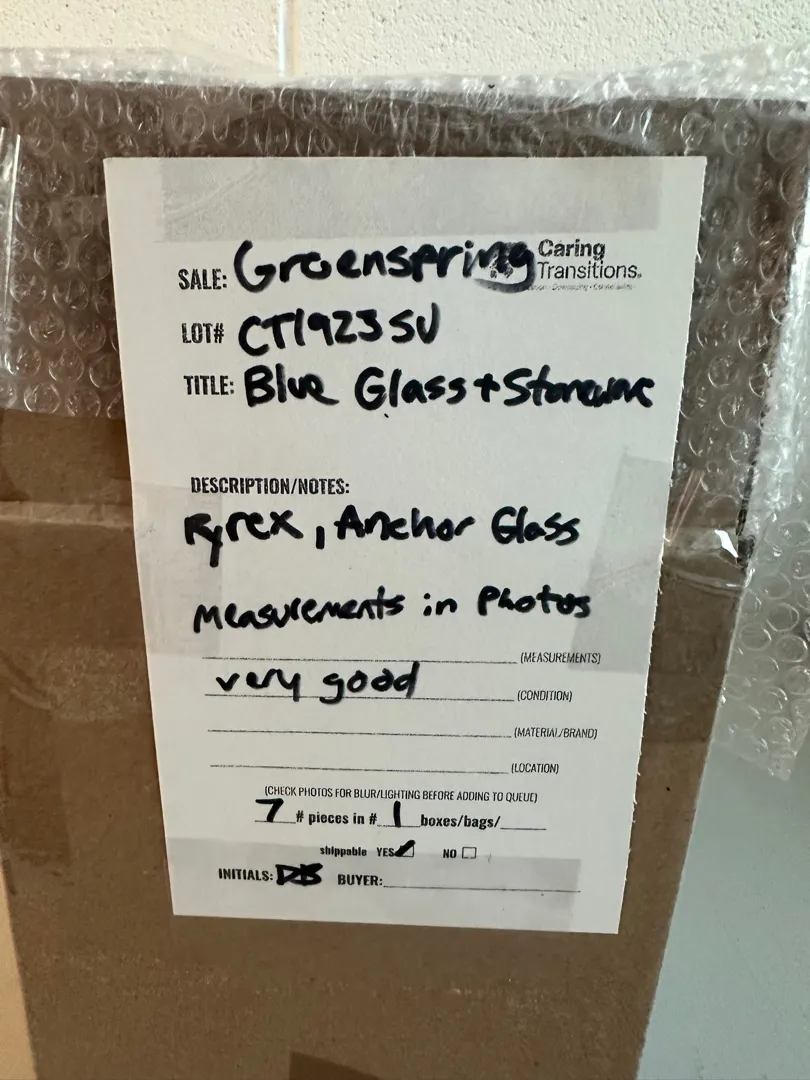 SALE: Greenspring Caring Transitions®
LOT# CT1923SU
TITLE: Blue Glass + Stoneware
DESCRIPTION/NOTES:
Pyrex, Anchor Glass
Measurements in Photos
(MEASUREMENTS)
very good (CONDITION)
(MATERIAL/BRAND)
(LOCATION)
(CHECK PHOTOS FOR BLUR/LIGHTING BEFORE ADDING TO QUEUE)
7 # pieces in # 1 boxes/bags/
shippable YES NO
INITIALS: BUYER: